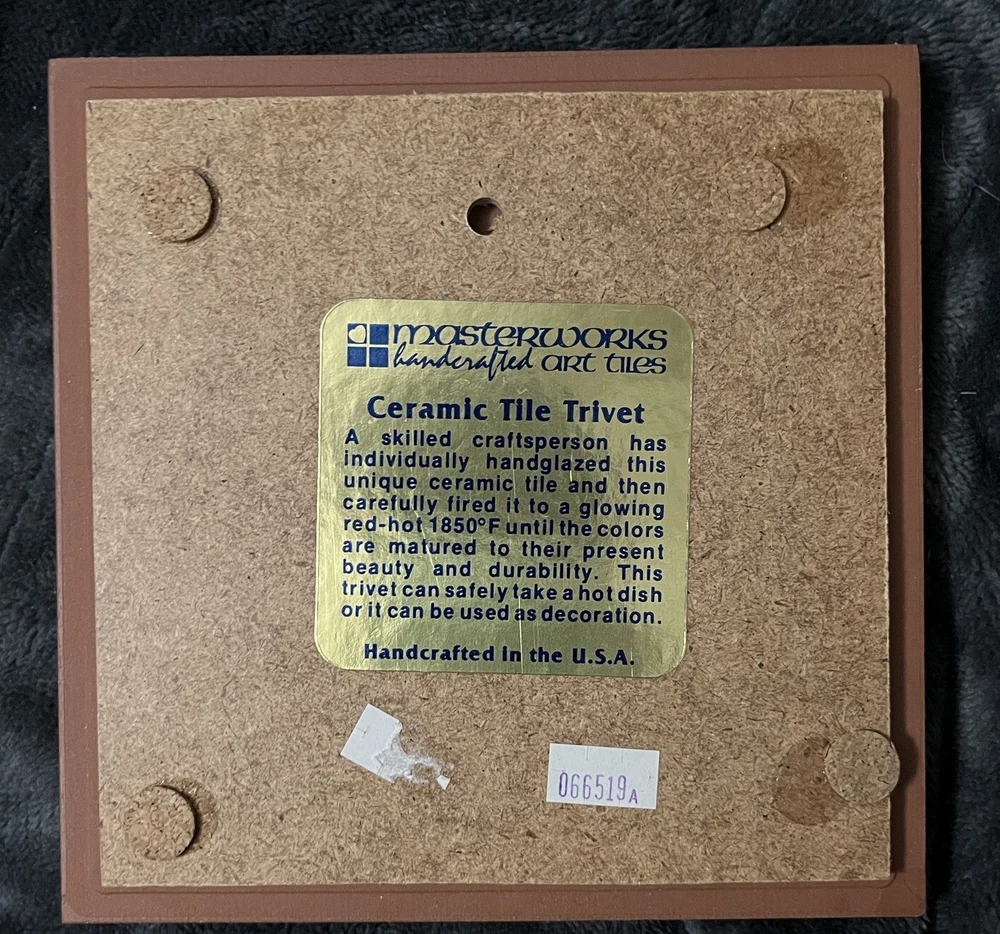 masterworks
handcrafted ART TILES
Ceramic Tile Trivet
A skilled craftsperson has
individually handglazed this
unique ceramic tile and then
carefully fired it to a glowing
red-hot 1850°F until the colors
are matured to their present
beauty and durability. This
trivet can safely take a hot dish
or it can be used as decoration.
Handcrafted in the U.S.A.
066519A